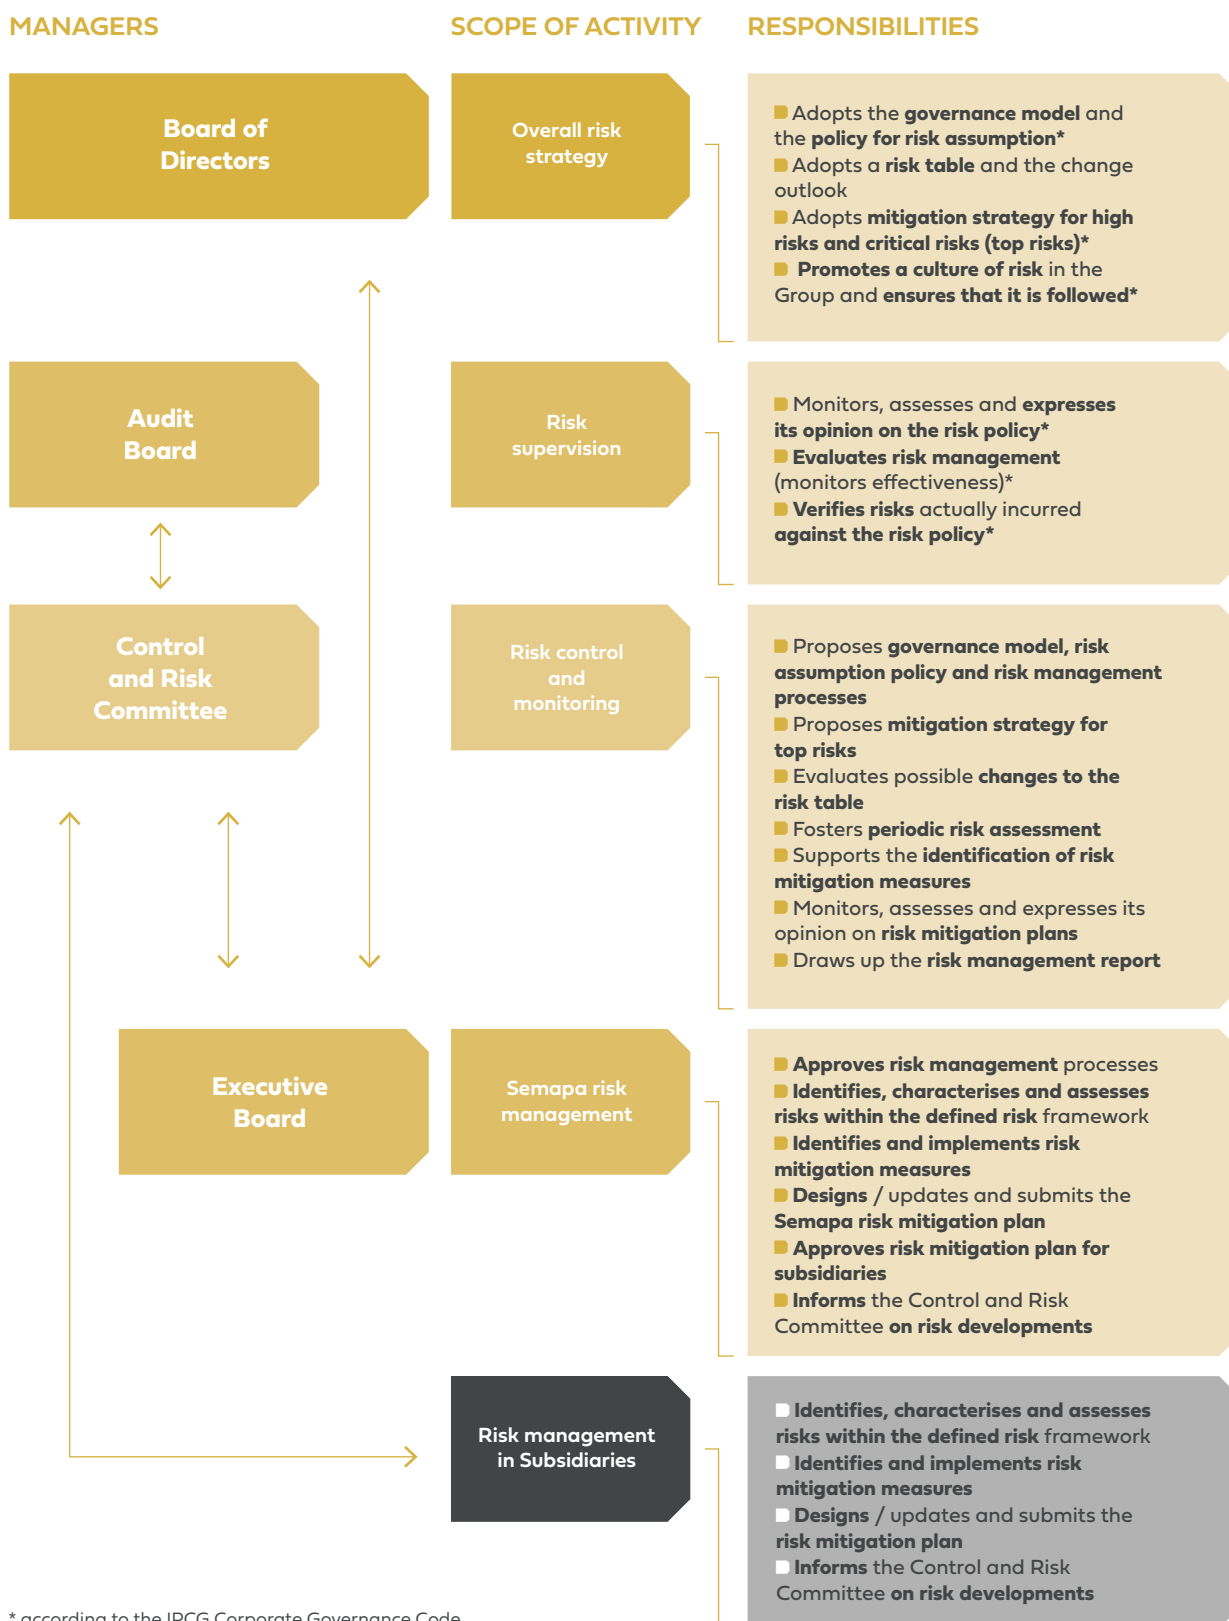 MANAGERS
SCOPE OF ACTIVITY
RESPONSIBILITIES
Board of
Directors
Overall risk
strategy
Adopts the governance model and
the policy for risk assumption*
Adopts a risk table and the change
outlook
Adopts mitigation strategy for high
risks and critical risks (top risks)*
Promotes a culture of risk in the
Group and ensures that it is followed*
Audit
Board
Risk
supervision
Monitors, assesses and expresses
its opinion on the risk policy*
Evaluates risk management
(monitors effectiveness)*
Verifies risks actually incurred
against the risk policy*
Control
and Risk
Committee
Risk control
and
monitoring
Proposes governance model, risk
assumption policy and risk management
processes
Proposes mitigation strategy for
top risks
Evaluates possible changes to the
risk table
Fosters periodic risk assessment
Supports the identification of risk
mitigation measures
Monitors, assesses and expresses its
opinion on risk mitigation plans
Draws up the risk management report
Executive
Board
Semapa risk
management
Approves risk management processes
Identifies, characterises and assesses
risks within the defined risk framework
Identifies and implements risk
mitigation measures
Designs / updates and submits the
Semapa risk mitigation plan
Approves risk mitigation plan for
subsidiaries
Informs the Control and Risk
Committee on risk developments
Risk management
in Subsidiaries
Identifies, characterises and assesses
risks within the defined risk framework
Identifies and implements risk
mitigation measures
Designs / updates and submits the
risk mitigation plan
Informs the Control and Risk
Committee on risk developments
* according to the IPCG Corporate Governance Code